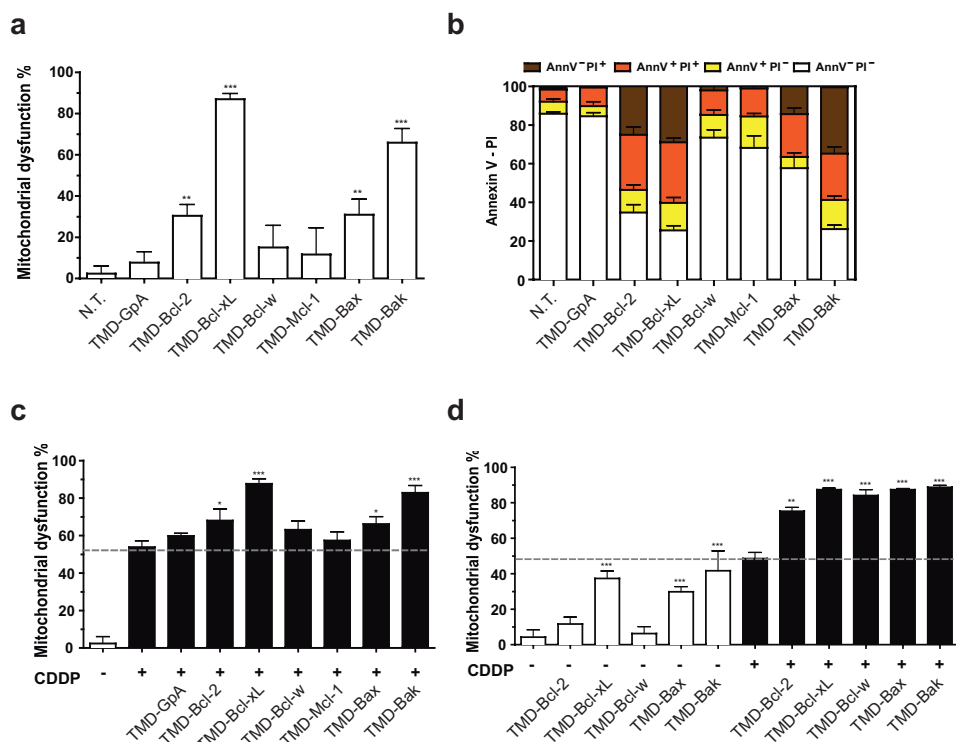 a
Mitochondrial dysfunction %
100
80
60
40
20
0
**
***
**
***
N.T.
TMD-GpA
TMD-Bcl-2
TMD-Bcl-xL
TMD-Bcl-w
TMD-Mcl-1
TMD-Bax
TMD-Bak
b
AnnV⁻PI⁺ AnnV⁺PI⁺ AnnV⁺PI⁻ AnnV⁻PI⁻
Annexin V - PI
100
80
60
40
20
0
N.T.
TMD-GpA
TMD-Bcl-2
TMD-Bcl-xL
TMD-Bcl-w
TMD-Mcl-1
TMD-Bax
TMD-Bak
c
Mitochondrial dysfunction %
100
80
60
40
20
0
*
***
*
***
CDDP - + + + + + + + +
TMD-GpA
TMD-Bcl-2
TMD-Bcl-xL
TMD-Bcl-w
TMD-Mcl-1
TMD-Bax
TMD-Bak
d
Mitochondrial dysfunction %
100
80
60
40
20
0
***
***
***
**
***
***
***
***
CDDP - - - - - - + + + + + +
TMD-Bcl-2
TMD-Bcl-xL
TMD-Bcl-w
TMD-Bax
TMD-Bak
TMD-Bcl-2
TMD-Bcl-xL
TMD-Bcl-w
TMD-Bax
TMD-Bak